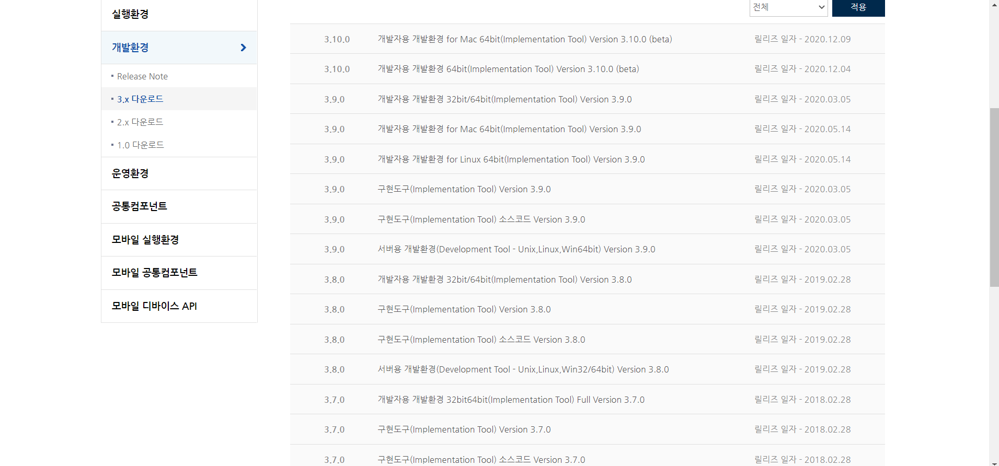 실행환경
개발환경
Release Note
3.x 다운로드
2.x 다운로드
1.0 다운로드
운영환경
공통컴포넌트
모바일 실행환경
모바일 공통컴포넌트
모바일 디바이스 API
전체 적용
3.10.0 개발자용 개발환경 for Mac 64bit(Implementation Tool) Version 3.10.0 (beta) 릴리즈 일자 - 2020.12.09
3.10.0 개발자용 개발환경 64bit(Implementation Tool) Version 3.10.0 (beta) 릴리즈 일자 - 2020.12.04
3.9.0 개발자용 개발환경 32bit/64bit(Implementation Tool) Version 3.9.0 릴리즈 일자 - 2020.03.05
3.9.0 개발자용 개발환경 for Mac 64bit(Implementation Tool) Version 3.9.0 릴리즈 일자 - 2020.05.14
3.9.0 개발자용 개발환경 for Linux 64bit(Implementation Tool) Version 3.9.0 릴리즈 일자 - 2020.05.14
3.9.0 구현도구(Implementation Tool) Version 3.9.0 릴리즈 일자 - 2020.03.05
3.9.0 구현도구(Implementation Tool) 소스코드 Version 3.9.0 릴리즈 일자 - 2020.03.05
3.9.0 서버용 개발환경(Development Tool - Unix,Linux,Win64bit) Version 3.9.0 릴리즈 일자 - 2020.03.05
3.8.0 개발자용 개발환경 32bit/64bit(Implementation Tool) Version 3.8.0 릴리즈 일자 - 2019.02.28
3.8.0 구현도구(Implementation Tool) Version 3.8.0 릴리즈 일자 - 2019.02.28
3.8.0 구현도구(Implementation Tool) 소스코드 Version 3.8.0 릴리즈 일자 - 2019.02.28
3.8.0 서버용 개발환경(Development Tool - Unix,Linux,Win32/64bit) Version 3.8.0 릴리즈 일자 - 2019.02.28
3.7.0 개발자용 개발환경 32bit64bit(Implementation Tool) Full Version 3.7.0 릴리즈 일자 - 2018.02.28
3.7.0 구현도구(Implementation Tool) Version 3.7.0 릴리즈 일자 - 2018.02.28
3.7.0 구현도구(Implementation Tool) 소스코드 Version 3.7.0 릴리즈 일자 - 2018.02.28